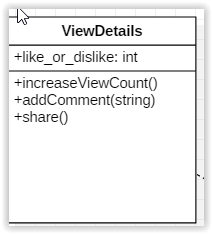 ViewDetails
+like_or_dislike: int
+increaseViewCount()
+addComment(string)
+share()